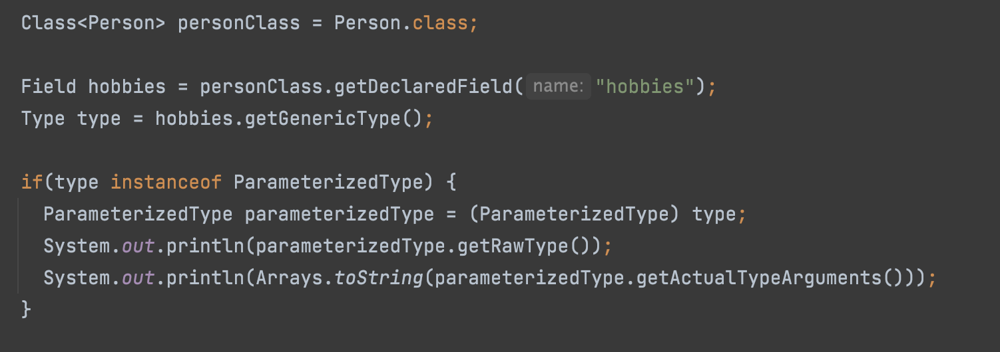 Class<Person> personClass = Person.class;
Field hobbies = personClass.getDeclaredField( name: "hobbies");
Type type = hobbies.getGenericType();
if(type instanceof ParameterizedType) {
ParameterizedType parameterizedType = (ParameterizedType) type;
System.out.println(parameterizedType.getRawType());
System.out.println(Arrays.toString(parameterizedType.getActualTypeArguments()));
}